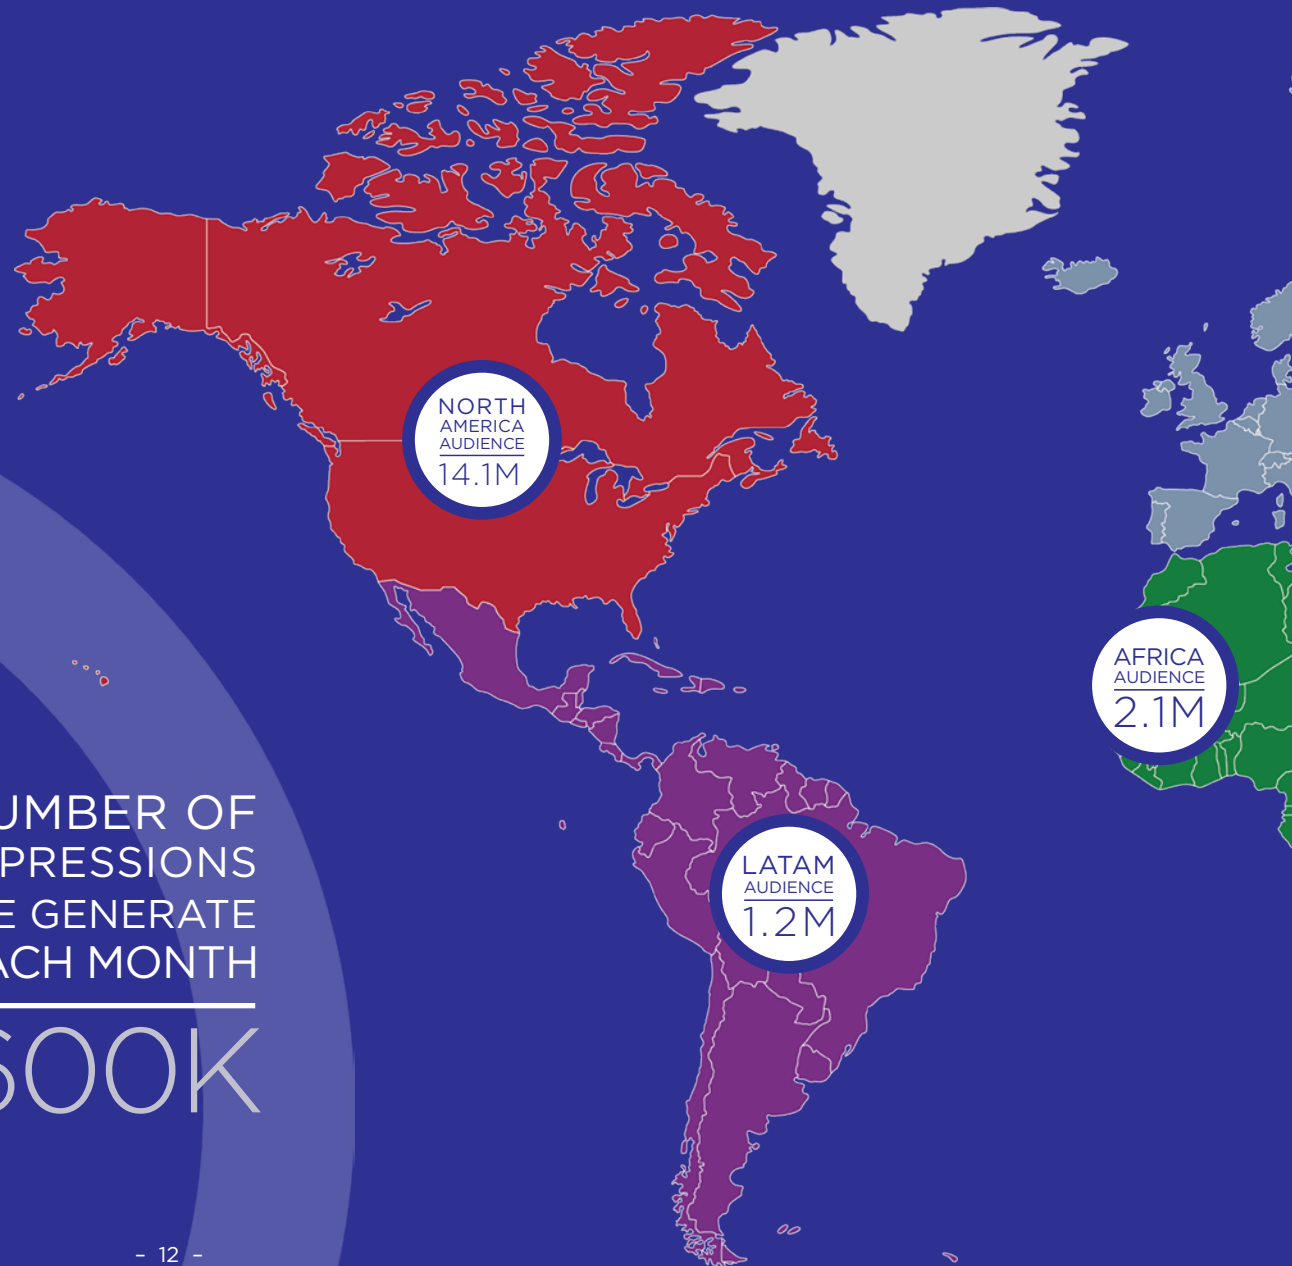 NORTH
AMERICA
AUDIENCE
14.1M
AFRICA
AUDIENCE
2.1M
LATAM
AUDIENCE
1.2M
UMBER OF
PRESSIONS
E GENERATE
ACH MONTH
600K
- 12 -